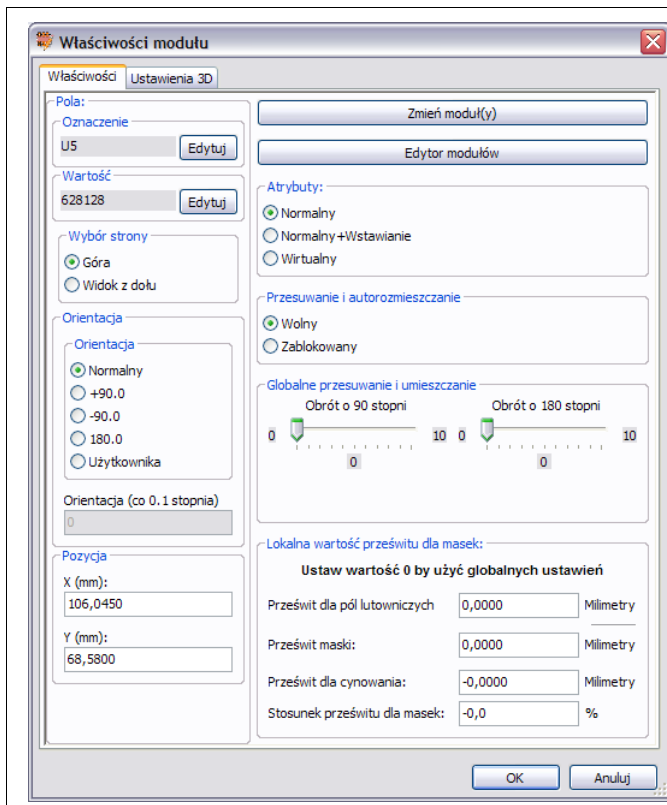 Właściwości modułu
Właściwości
Ustawienia 3D
Pola:
Oznaczenie
U5
Edytuj
Wartość
628128
Edytuj
Wybór strony
Góra
Widok z dołu
Orientacja
Orientacja
Normalny
+90.0
-90.0
180.0
Użytkownika
Orientacja (co 0.1 stopnia)
0
Pozycja
X (mm):
106,0450
Y (mm):
68,5800
Zmień moduł(y)
Edytor modułów
Atrybuty:
Normalny
Normalny+Wstawianie
Wirtualny
Przesuwanie i autorozmieszczanie
Wolny
Zablokowany
Globalne przesuwanie i umieszczanie
Obrót o 90 stopni
0 10
0
Obrót o 180 stopni
0 10
0
Lokalna wartość prześwitu dla masek:
Ustaw wartość 0 by użyć globalnych ustawień
Prześwit dla pól lutowniczych 0,0000 Milimetry
Prześwit maski: 0,0000 Milimetry
Prześwit dla cynowania: -0,0000 Milimetry
Stosunek prześwitu dla masek: -0,0 %
OK
Anuluj